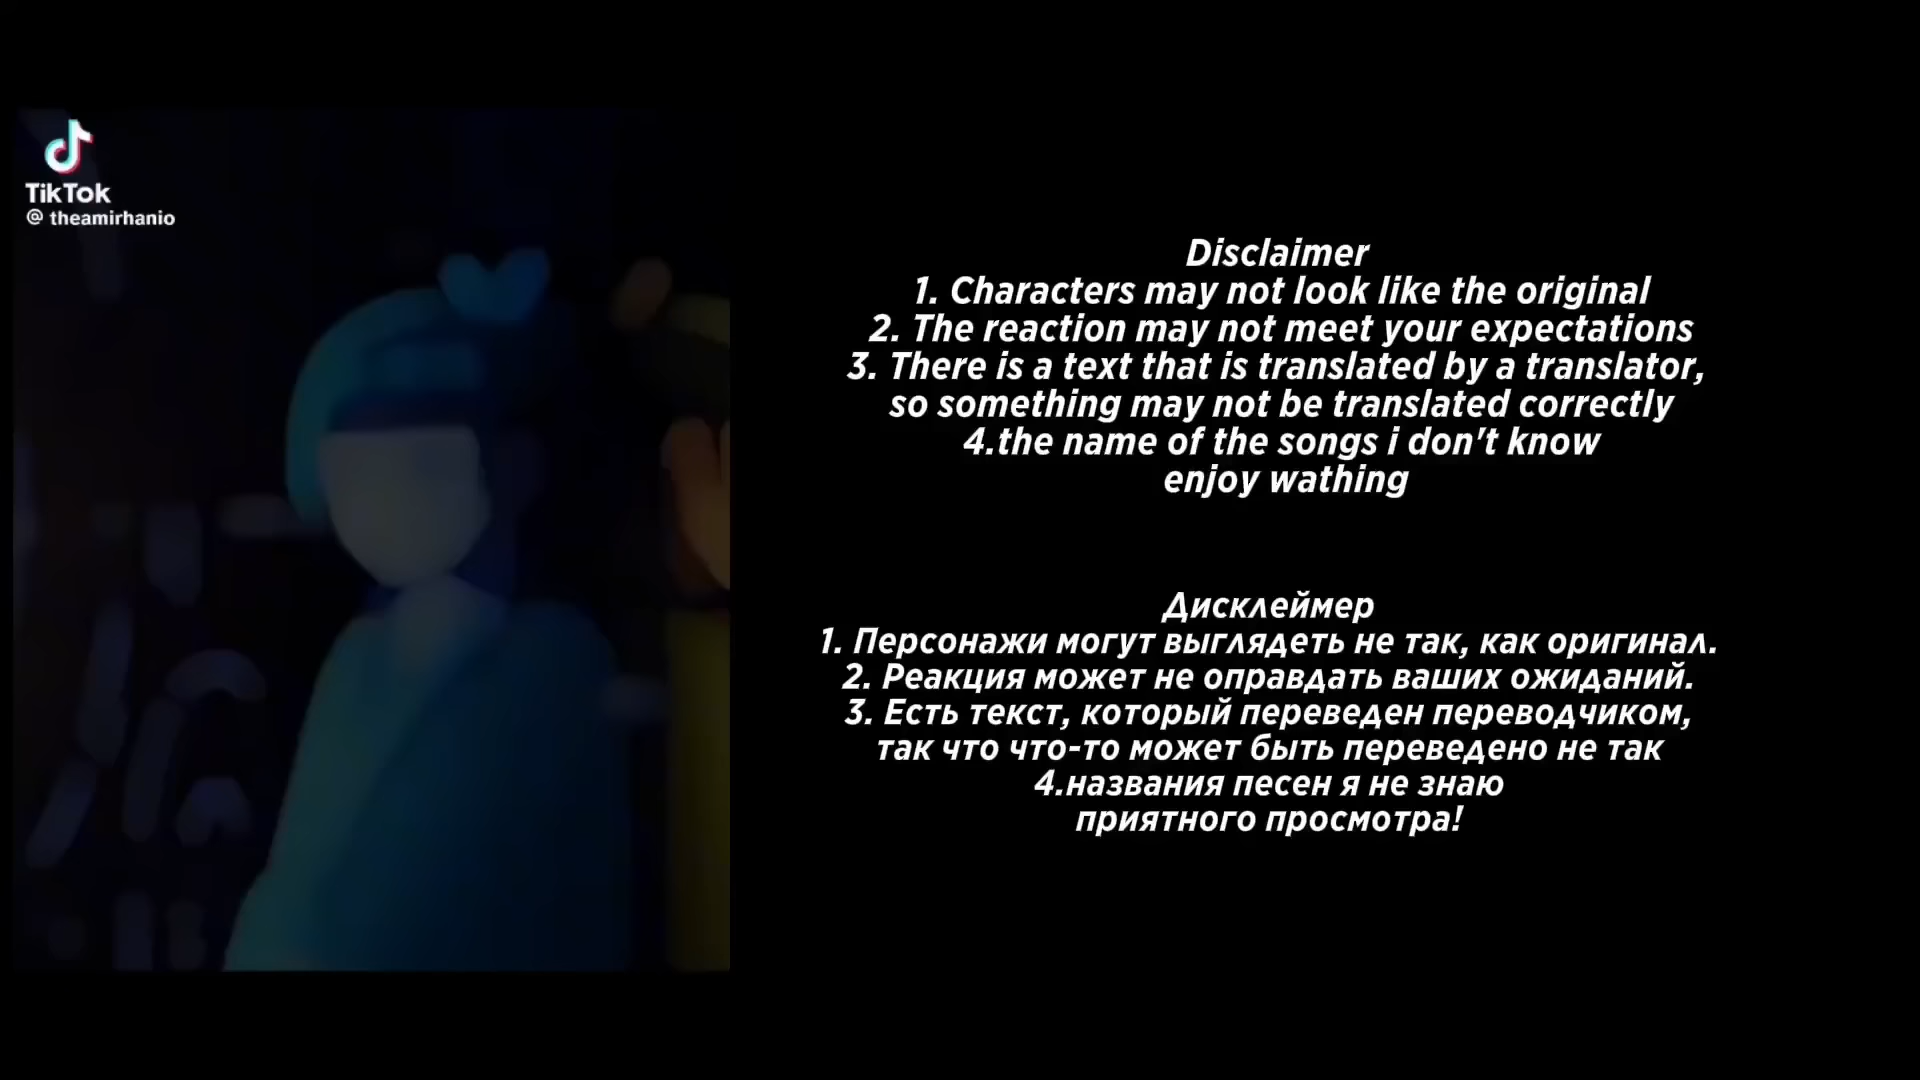 TikTok
@ theamirhanio
Disclaimer
1. Characters may not look like the original
2. The reaction may not meet your expectations
3. There is a text that is translated by a translator,
so something may not be translated correctly
4.the name of the songs i don't know
enjoy wathing
Дисклеймер
1. Персонажи могут выглядеть не так, как оригинал.
2. Реакция может не оправдать ваших ожиданий.
3. Есть текст, который переведен переводчиком,
так что что-то может быть переведено не так
4.названия песен я не знаю
приятного просмотра!